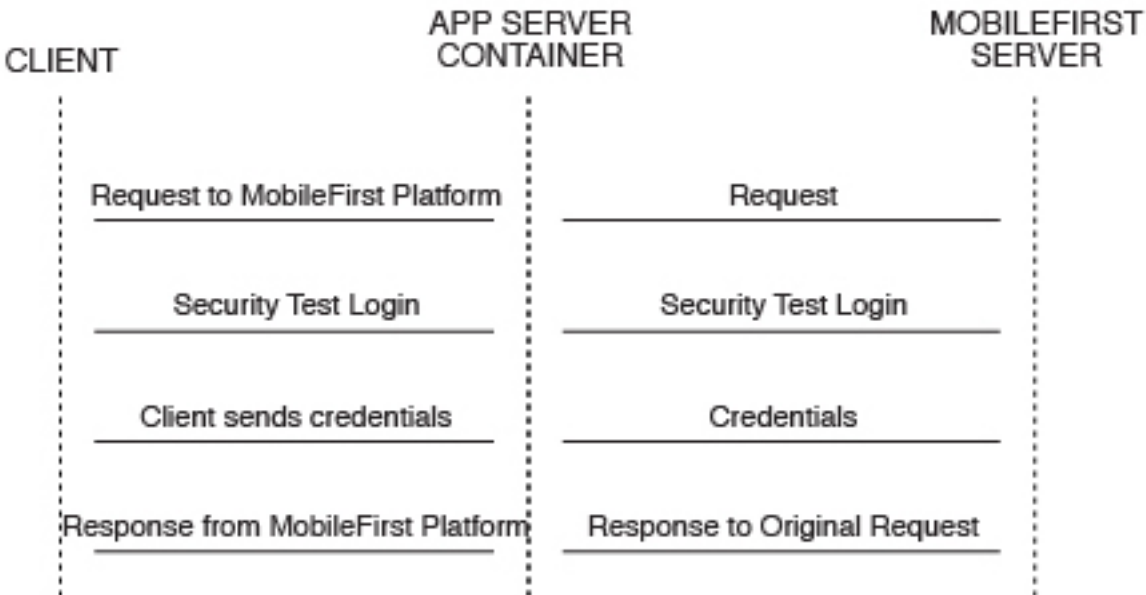 CLIENT
APP SERVER
CONTAINER
MOBILEFIRST
SERVER
Request to MobileFirst Platform
Request
Security Test Login
Security Test Login
Client sends credentials
Credentials
Response from MobileFirst Platform
Response to Original Request